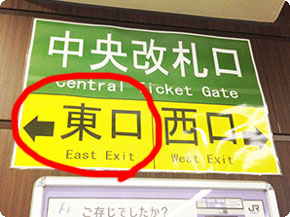 中央改札口
Central Ticket Gate
東口 西口
East Exit West Exit
ご存じでしたか?
JR